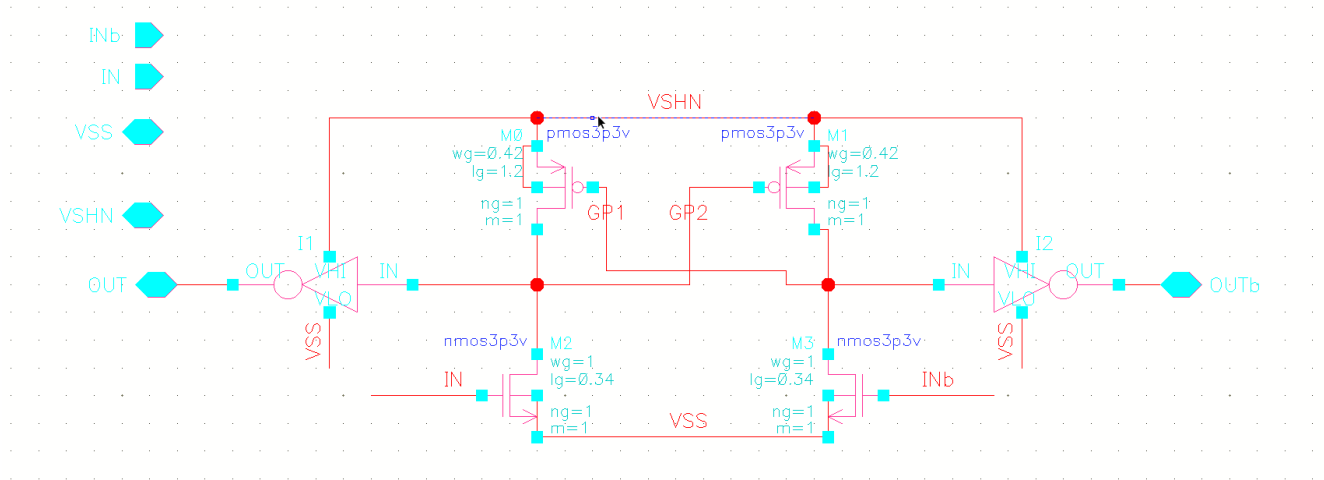 INb
IN
VSS
VSHN
OUT
VSHN
M0
pmos3p3v
wg=0.42
lg=1.2
ng=1
m=1
GP1
pmos3p3v
M1
wg=0.42
lg=1.2
ng=1
m=1
GP2
I1
OUT
VHI
IN
VLO
VSS
I2
IN
VHI
OUT
VLO
VSS
OUTb
nmos3p3v
M2
wg=1
lg=0.34
IN
ng=1
m=1
VSS
M3
nmos3p3v
wg=1
lg=0.34
INb
ng=1
m=1